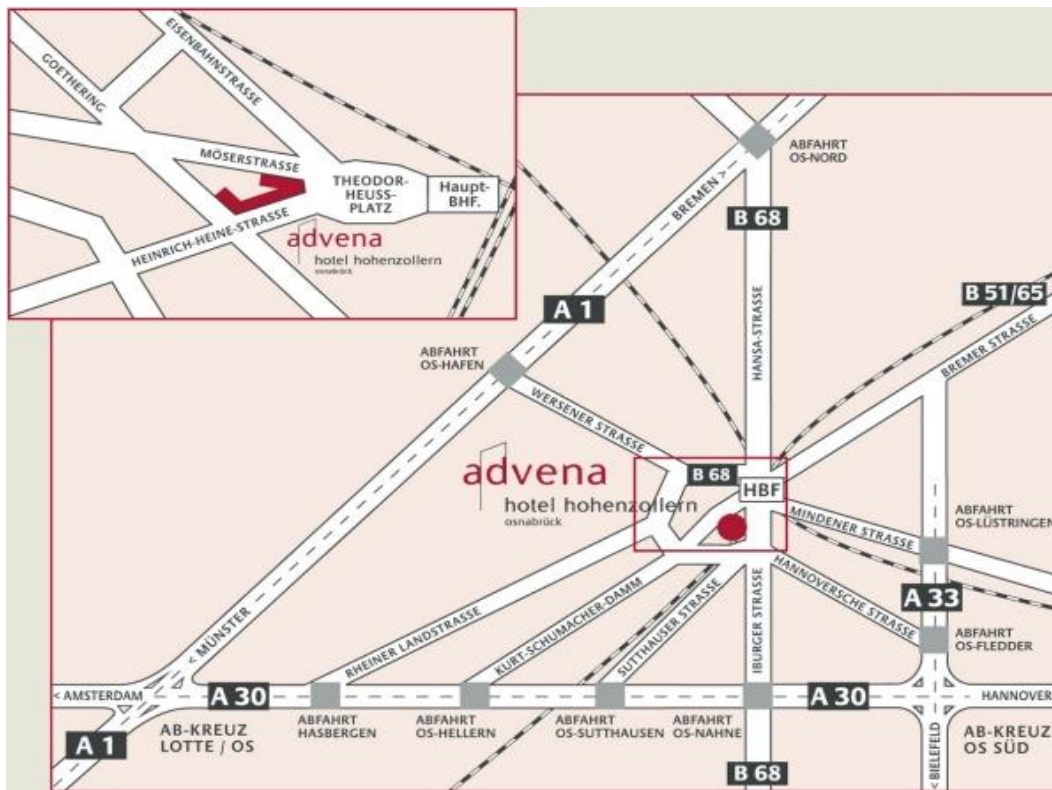 EISENBAHNSTRASSE
GOETHERING
MÖSERSTRASSE
THEODOR-
HEUSS-
PLATZ
Haupt-
BHF.
HEINRICH-HEINE-STRASSE
advena
hotel hohenzollern
osnabrück
ABFAHRT
OS-NORD
BREMEN >
B 68
B 51/65
A 1
HANSA-STRASSE
BREMER STRASSE
ABFAHRT
OS-HAFEN
WERSENER STRASSE
advena
hotel hohenzollern
osnabrück
B 68
HBF
MINDENER STRASSE
ABFAHRT
OS-LÜSTRINGEN
HANNOVERSCHE STRASSE
A 33
ABFAHRT
OS-FLEDDER
IBURGER STRASSE
SUTTHAUSER STRASSE
KURT-SCHUMACHER-DAMM
RHEINER LANDSTRASSE
< MÜNSTER
< AMSTERDAM
A 30
A 30
HANNOVER
A 1
AB-KREUZ
LOTTE / OS
ABFAHRT
HASBERGEN
ABFAHRT
OS-HELLERN
ABFAHRT
OS-SUTTHAUSEN
ABFAHRT
OS-NAHNE
B 68
< BIELEFELD
AB-KREUZ
OS SÜD